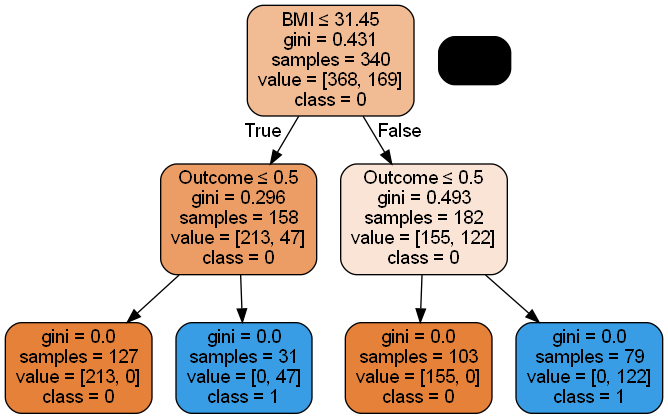 BMI ≤ 31.45
gini = 0.431
samples = 340
value = [368, 169]
class = 0
True
False
Outcome ≤ 0.5
gini = 0.296
samples = 158
value = [213, 47]
class = 0
Outcome ≤ 0.5
gini = 0.493
samples = 182
value = [155, 122]
class = 0
gini = 0.0
samples = 127
value = [213, 0]
class = 0
gini = 0.0
samples = 31
value = [0, 47]
class = 1
gini = 0.0
samples = 103
value = [155, 0]
class = 0
gini = 0.0
samples = 79
value = [0, 122]
class = 1